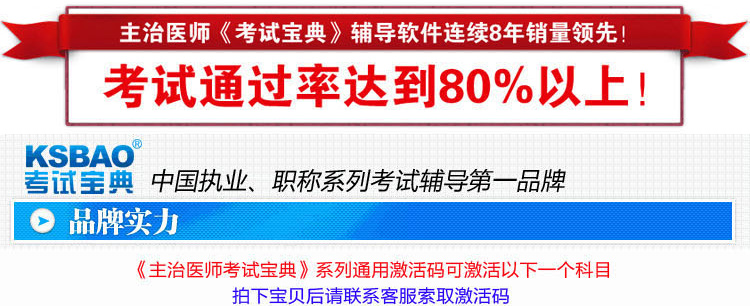 主治医师《考试宝典》辅导软件连续8年销量领先！
考试通过率达到80%以上！
KSBAO®
考试宝典 中国执业、职称系列考试辅导第一品牌
品牌实力
《主治医师考试宝典》系列通用激活码可激活以下一个科目
拍下宝贝后请联系客服索取激活码